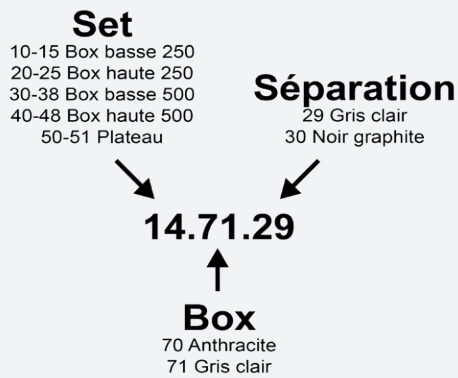 Set
10-15 Box basse 250
20-25 Box haute 250
30-38 Box basse 500
40-48 Box haute 500
50-51 Plateau
Séparation
29 Gris clair
30 Noir graphite
14.71.29
Box
70 Anthracite
71 Gris clair